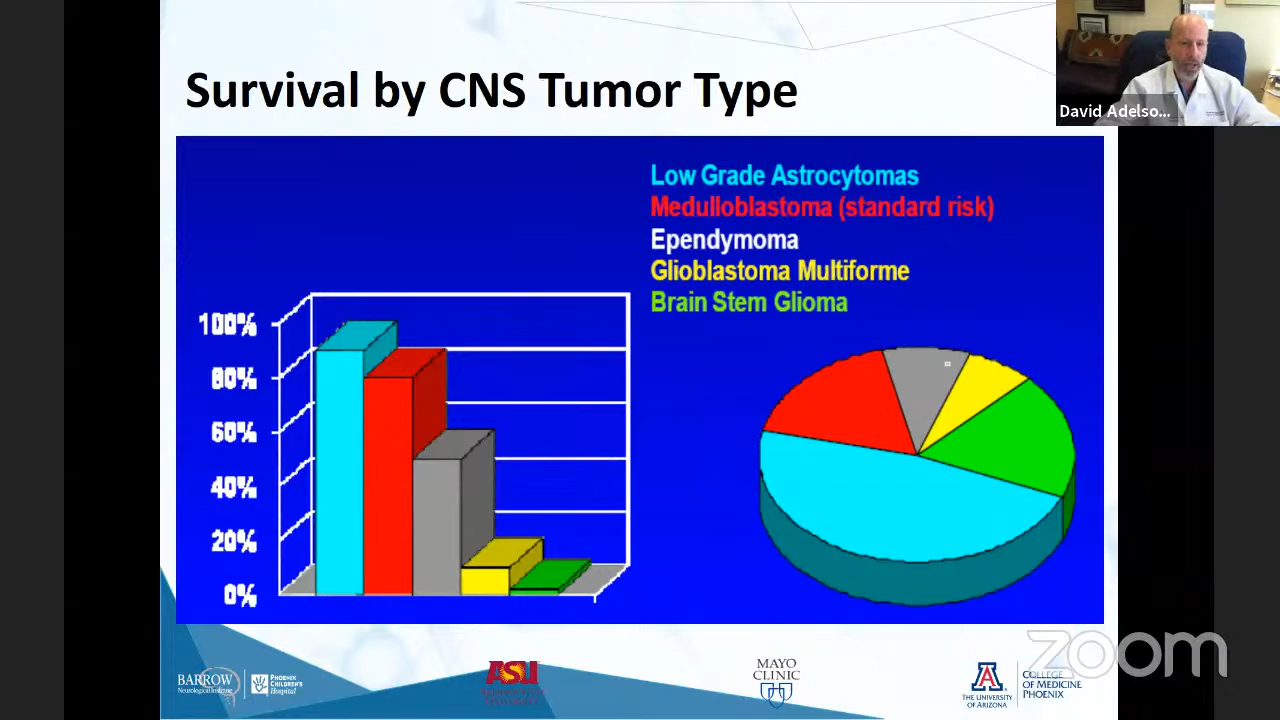 Survival by CNS Tumor Type
David Adelso...
Low Grade Astrocytomas
Medulloblastoma (standard risk)
Ependymoma
Glioblastoma Multiforme
Brain Stem Glioma
100%
80%
60%
40%
20%
0%
zoom
BARROW
Neurological Institute
PHOENIX
CHILDREN'S
Hospital
ASU
MAYO
CLINIC
A
THE UNIVERSITY
OF ARIZONA
COLLEGE
OF MEDICINE
PHOENIX